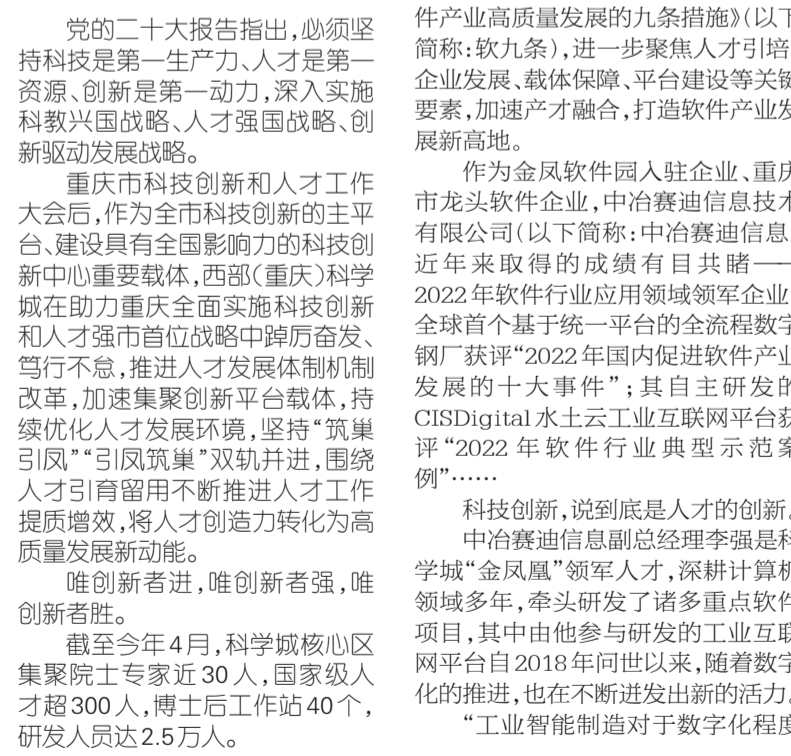 党的二十大报告指出，必须坚
持科技是第一生产力、人才是第一
资源、创新是第一动力，深入实施
科教兴国战略、人才强国战略、创
新驱动发展战略。
重庆市科技创新和人才工作
大会后，作为全市科技创新的主平
台、建设具有全国影响力的科技创
新中心重要载体，西部（重庆）科学
城在助力重庆全面实施科技创新
和人才强市首位战略中踔厉奋发、
笃行不怠，推进人才发展体制机制
改革，加速集聚创新平台载体，持
续优化人才发展环境，坚持“筑巢
引凤”“引凤筑巢”双轨并进，围绕
人才引育留用不断推进人才工作
提质增效，将人才创造力转化为高
质量发展新动能。
唯创新者进，唯创新者强，唯
创新者胜。
截至今年4月，科学城核心区
集聚院士专家近30人，国家级人
才超300人，博士后工作站40个，
研发人员达2.5万人。
件产业高质量发展的九条措施》（以下
简称：软九条），进一步聚焦人才引培、
企业发展、载体保障、平台建设等关键
要素，加速产才融合，打造软件产业发
展新高地。
作为金凤软件园入驻企业、重庆
市龙头软件企业，中冶赛迪信息技术
有限公司（以下简称：中冶赛迪信息）
近年来取得的成绩有目共睹——
2022年软件行业应用领域领军企业；
全球首个基于统一平台的全流程数字
钢厂获评“2022年国内促进软件产业
发展的十大事件”；其自主研发的
CISDigital水土云工业互联网平台获
评“2022年软件行业典型示范案
例”……
科技创新，说到底是人才的创新。
中冶赛迪信息副总经理李强是科
学城“金凤凰”领军人才，深耕计算机
领域多年，牵头研发了诸多重点软件
项目，其中由他参与研发的工业互联
网平台自2018年问世以来，随着数字
化的推进，也在不断迸发出新的活力。
“工业智能制造对于数字化程度